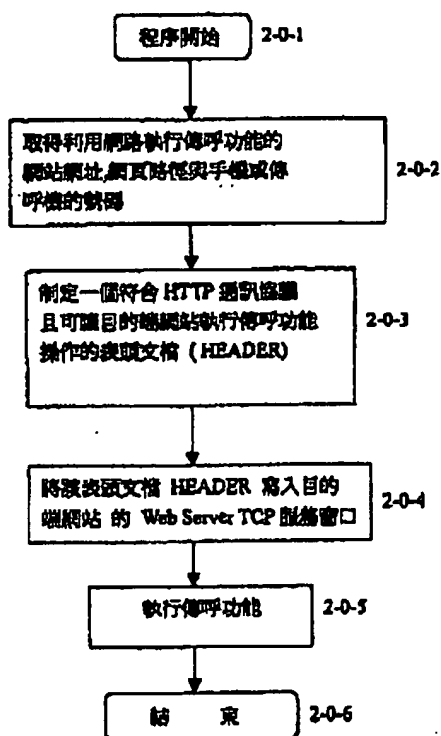 程序開始 2-0-1
取得利用網路執行傳呼功能的
網站網址,網頁路徑與手機或傳
呼機的號碼
2-0-2
制定一個符合 HTTP 通訊協議
且可讓目的端網站執行傳呼功能
操作的表頭文檔 (HEADER)
2-0-3
將該表頭文檔 HEADER 寫入目的
端網站 的 Web Server TCP 服務窗口
2-0-4
執行傳呼功能 2-0-5
結 束 2-0-6